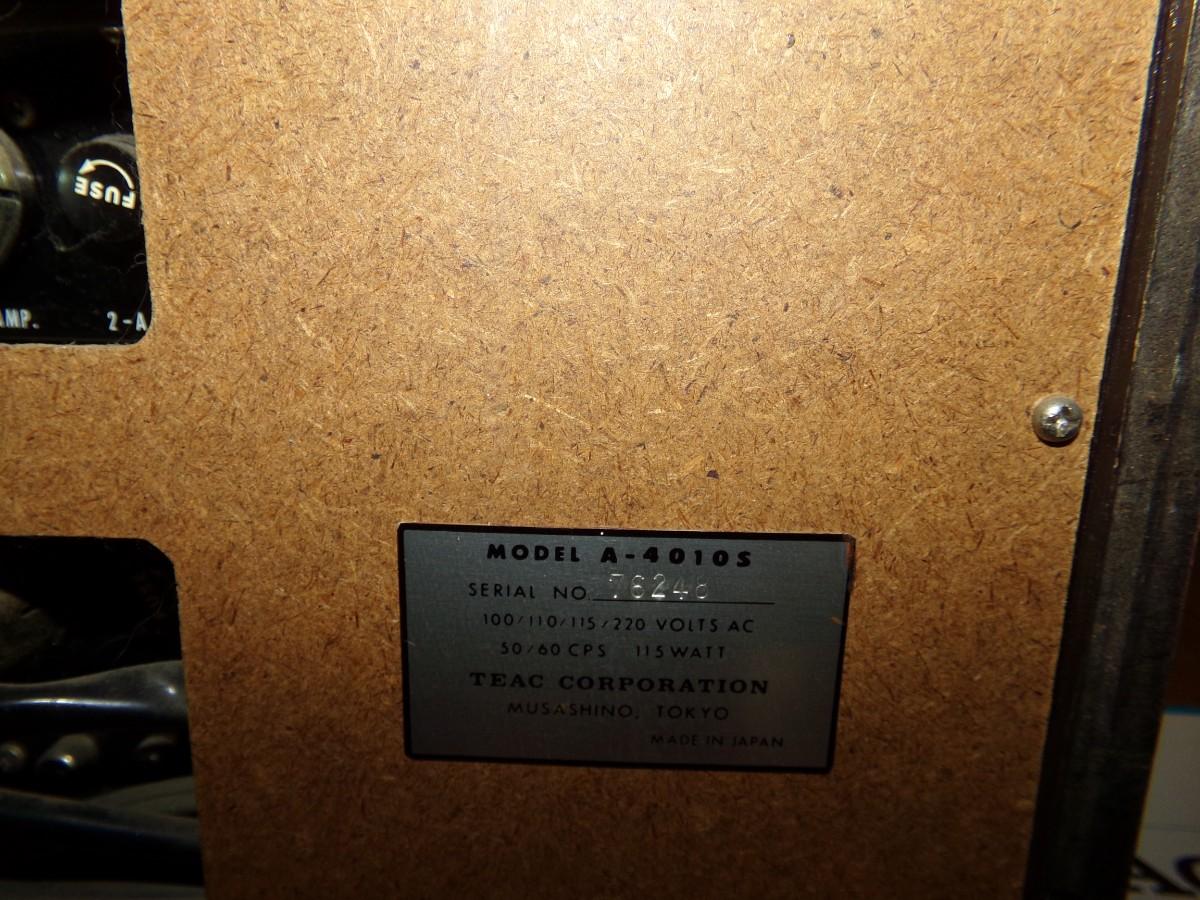 FUSE
AMP. 2-A
MODEL A-4010S
SERIAL NO. 76246
100/110/115/220 VOLTS AC
50/60 CPS 115 WATT
TEAC CORPORATION
MUSASHINO, TOKYO
MADE IN JAPAN